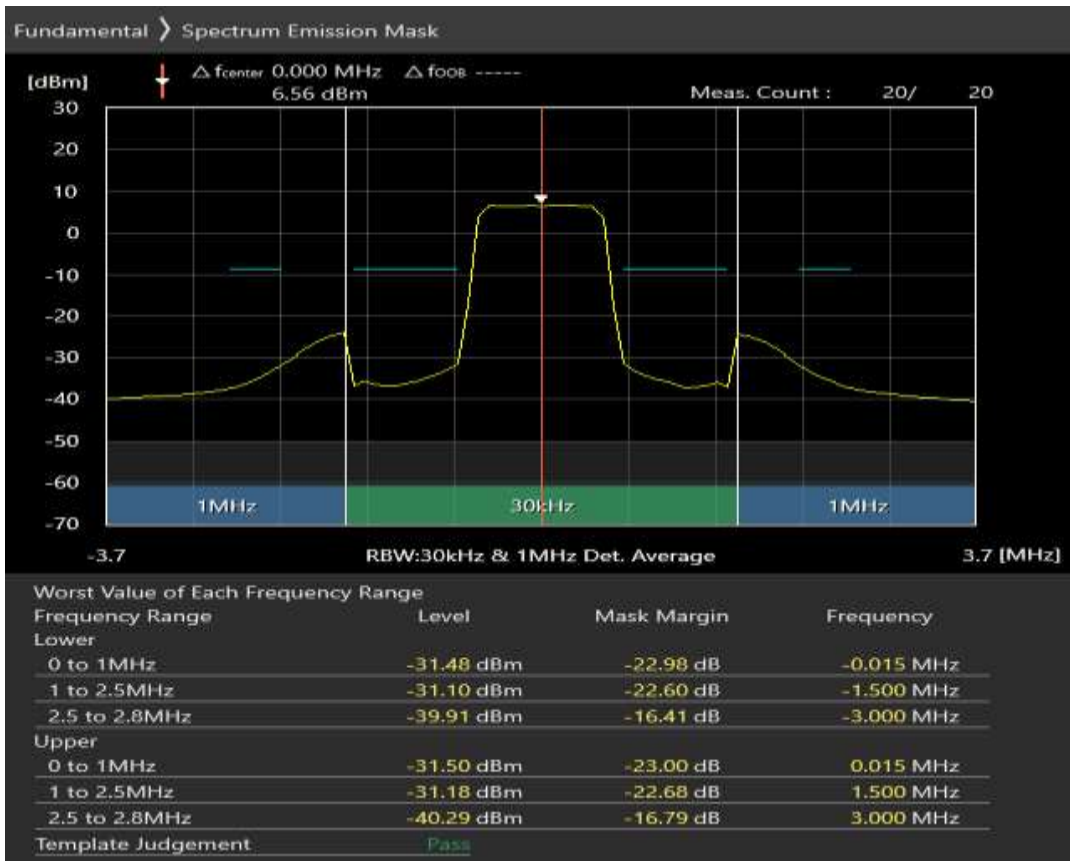 Fundamental 〉 Spectrum Emission Mask
[dBm] △ fcenter 0.000 MHz △ fOOB -----
6.56 dBm Meas. Count : 20/ 20
30
20
10
0
-10
-20
-30
-40
-50
-60
-70
1MHz 30kHz 1MHz
-3.7 RBW:30kHz & 1MHz Det. Average 3.7 [MHz]
Worst Value of Each Frequency Range
Frequency Range Level Mask Margin Frequency
Lower
0 to 1MHz -31.48 dBm -22.98 dB -0.015 MHz
1 to 2.5MHz -31.10 dBm -22.60 dB -1.500 MHz
2.5 to 2.8MHz -39.91 dBm -16.41 dB -3.000 MHz
Upper
0 to 1MHz -31.50 dBm -23.00 dB 0.015 MHz
1 to 2.5MHz -31.18 dBm -22.68 dB 1.500 MHz
2.5 to 2.8MHz -40.29 dBm -16.79 dB 3.000 MHz
Template Judgement Pass